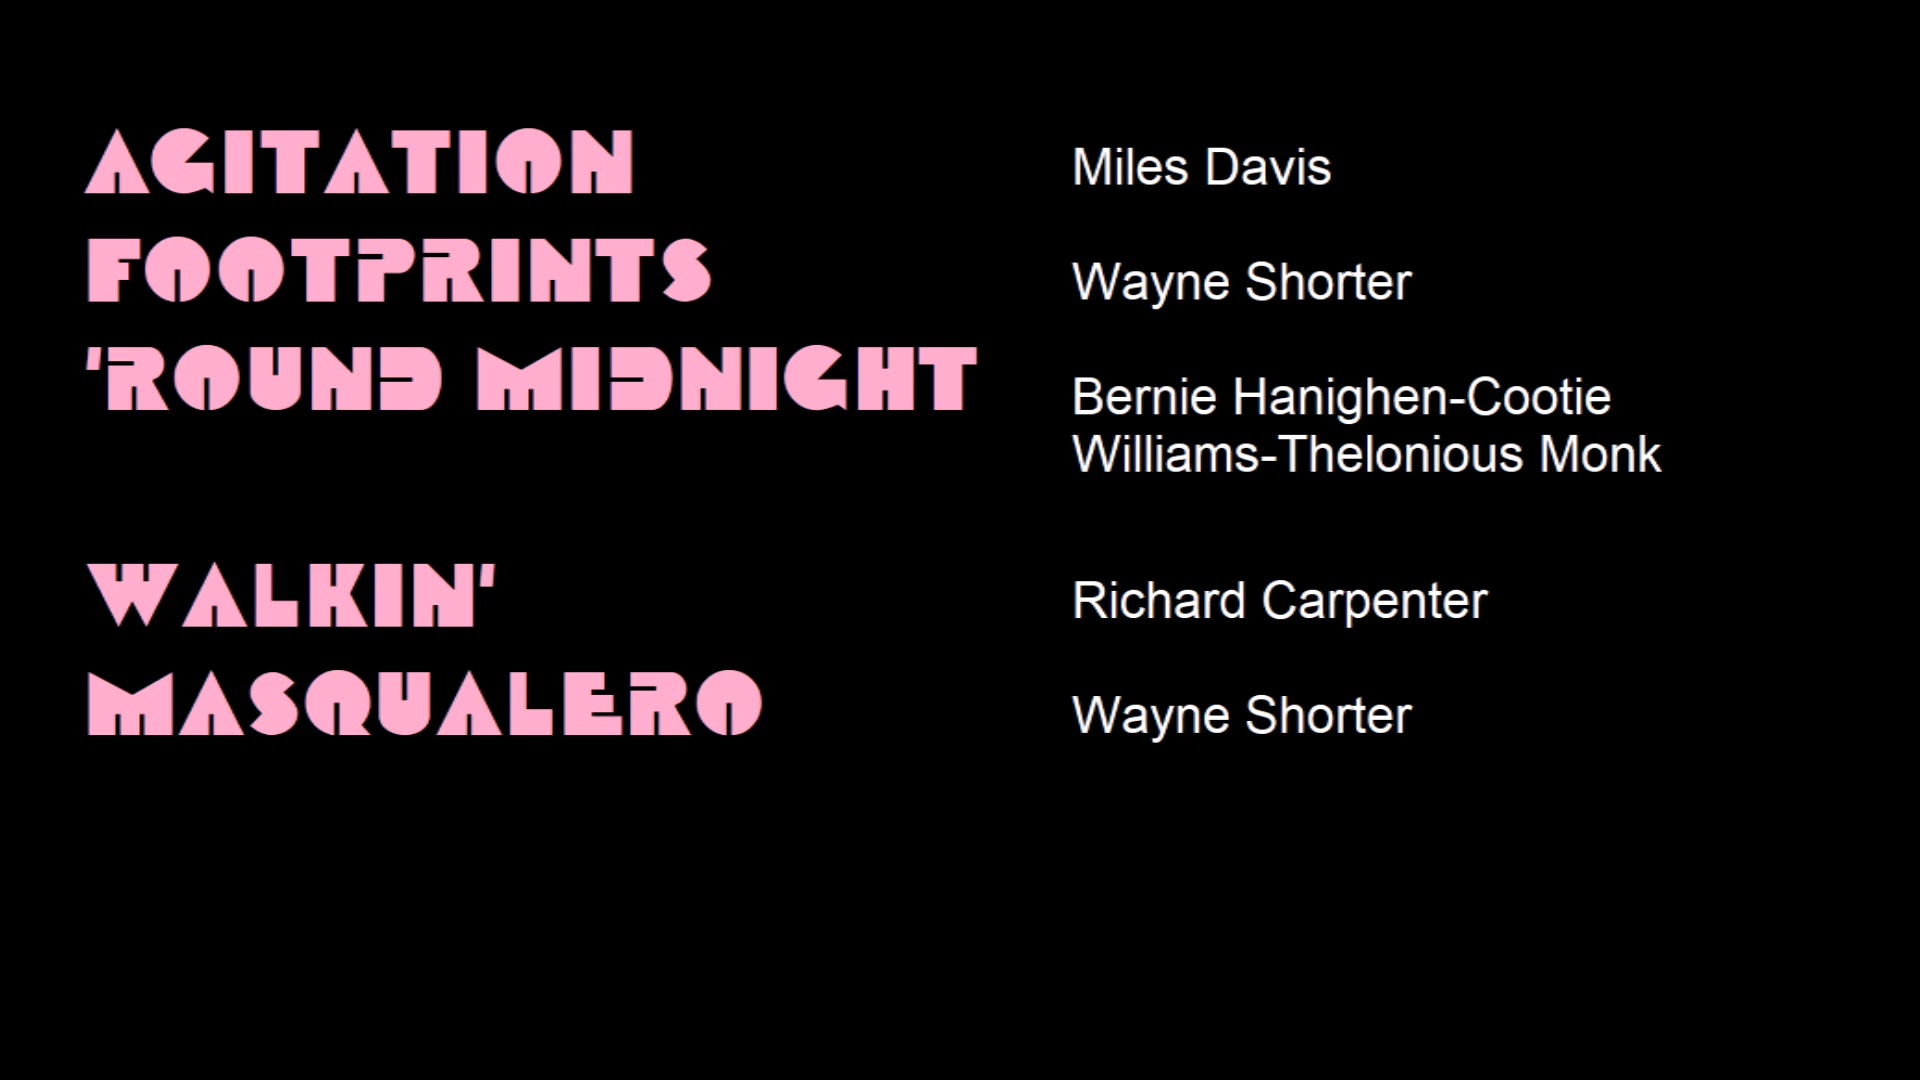 AGITATION Miles Davis
FOOTPRINTS Wayne Shorter
'ROUND MIDNIGHT Bernie Hanighen-Cootie
Williams-Thelonious Monk
WALKIN' Richard Carpenter
MASQUALERO Wayne Shorter